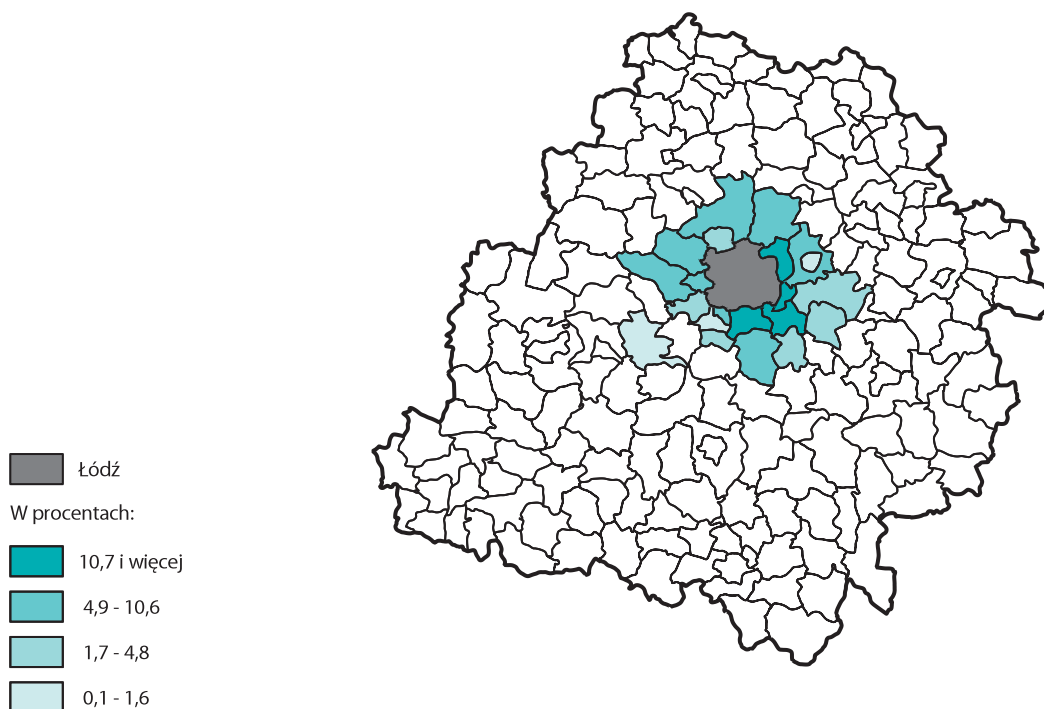 Łódź
W procentach:
10,7 i więcej
4,9 - 10,6
1,7 - 4,8
0,1 - 1,6